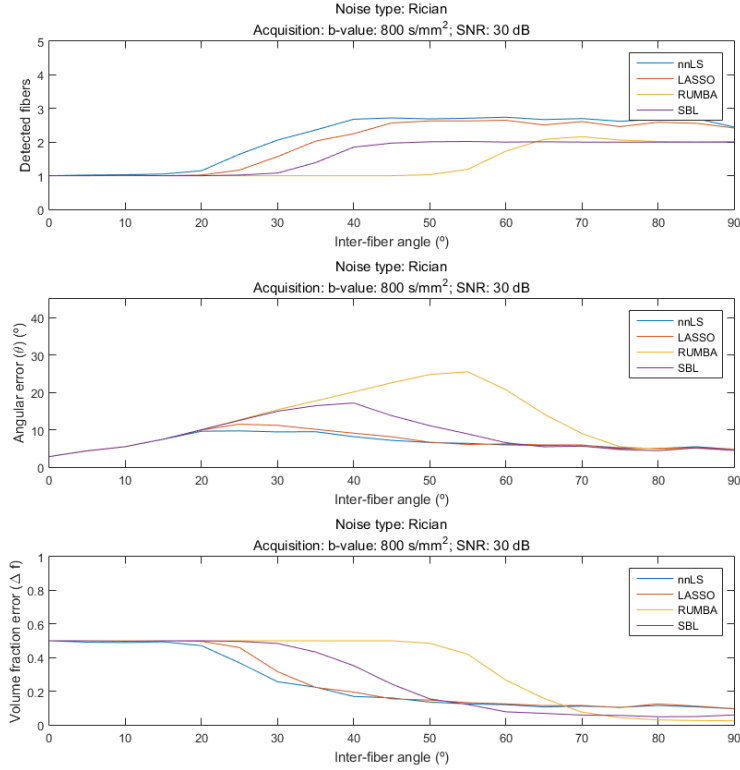 Noise type: Rician
Acquisition: b-value: 800 s/mm²; SNR: 30 dB
5
4
3
2
1
0
Detected fibers
nnLS
LASSO
RUMBA
SBL
0 10 20 30 40 50 60 70 80 90
Inter-fiber angle (º)
Noise type: Rician
Acquisition: b-value: 800 s/mm²; SNR: 30 dB
40
30
20
10
0
Angular error (θ) (º)
nnLS
LASSO
RUMBA
SBL
0 10 20 30 40 50 60 70 80 90
Inter-fiber angle (º)
Noise type: Rician
Acquisition: b-value: 800 s/mm²; SNR: 30 dB
1
0.8
0.6
0.4
0.2
0
Volume fraction error (Δ f)
nnLS
LASSO
RUMBA
SBL
0 10 20 30 40 50 60 70 80 90
Inter-fiber angle (º)